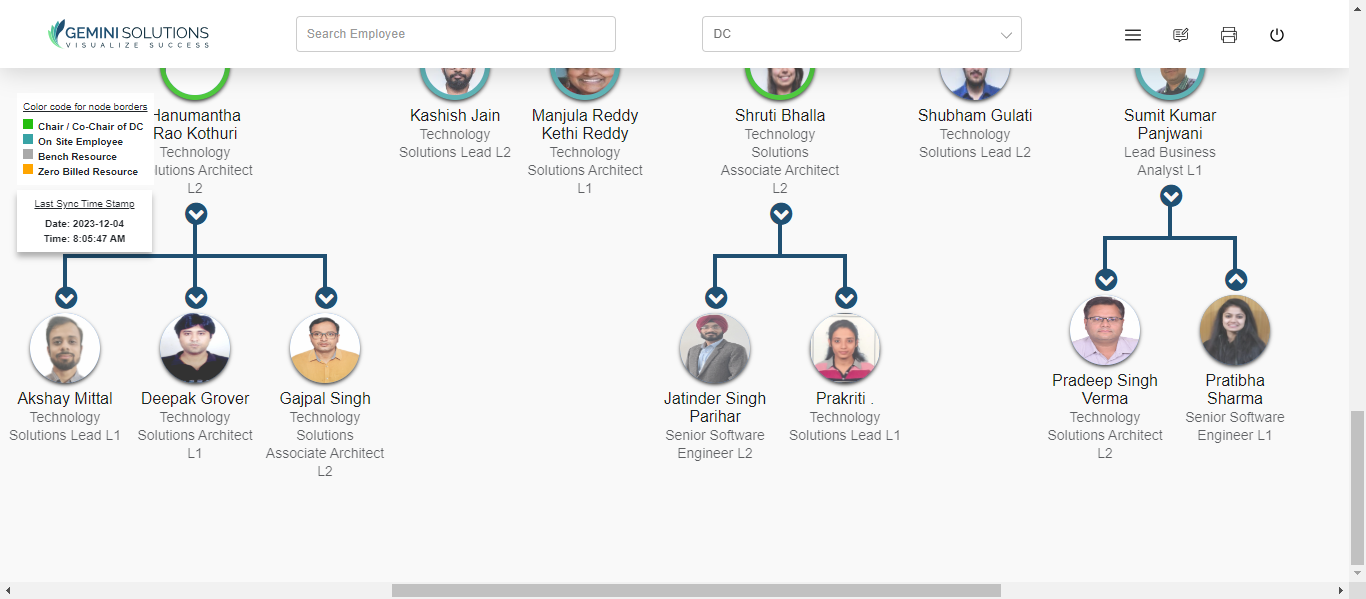 GEMINI SOLUTIONS
VISUALIZE SUCCESS
Search Employee
DC
Color code for node borders
Chair / Co-Chair of DC
On Site Employee
Bench Resource
Zero Billed Resource
Last Sync Time Stamp
Date: 2023-12-04
Time: 8:05:47 AM
Hanumantha
Rao Kothuri
Technology
olutions Architect
L2
Kashish Jain
Technology
Solutions Lead L2
Manjula Reddy
Kethi Reddy
Technology
Solutions Architect
L1
Shruti Bhalla
Technology
Solutions
Associate Architect
L2
Shubham Gulati
Technology
Solutions Lead L2
Sumit Kumar
Panjwani
Lead Business
Analyst L1
Akshay Mittal
Technology
Solutions Lead L1
Deepak Grover
Technology
Solutions Architect
L1
Gajpal Singh
Technology
Solutions
Associate Architect
L2
Jatinder Singh
Parihar
Senior Software
Engineer L2
Prakriti .
Technology
Solutions Lead L1
Pradeep Singh
Verma
Technology
Solutions Architect
L2
Pratibha
Sharma
Senior Software
Engineer L1